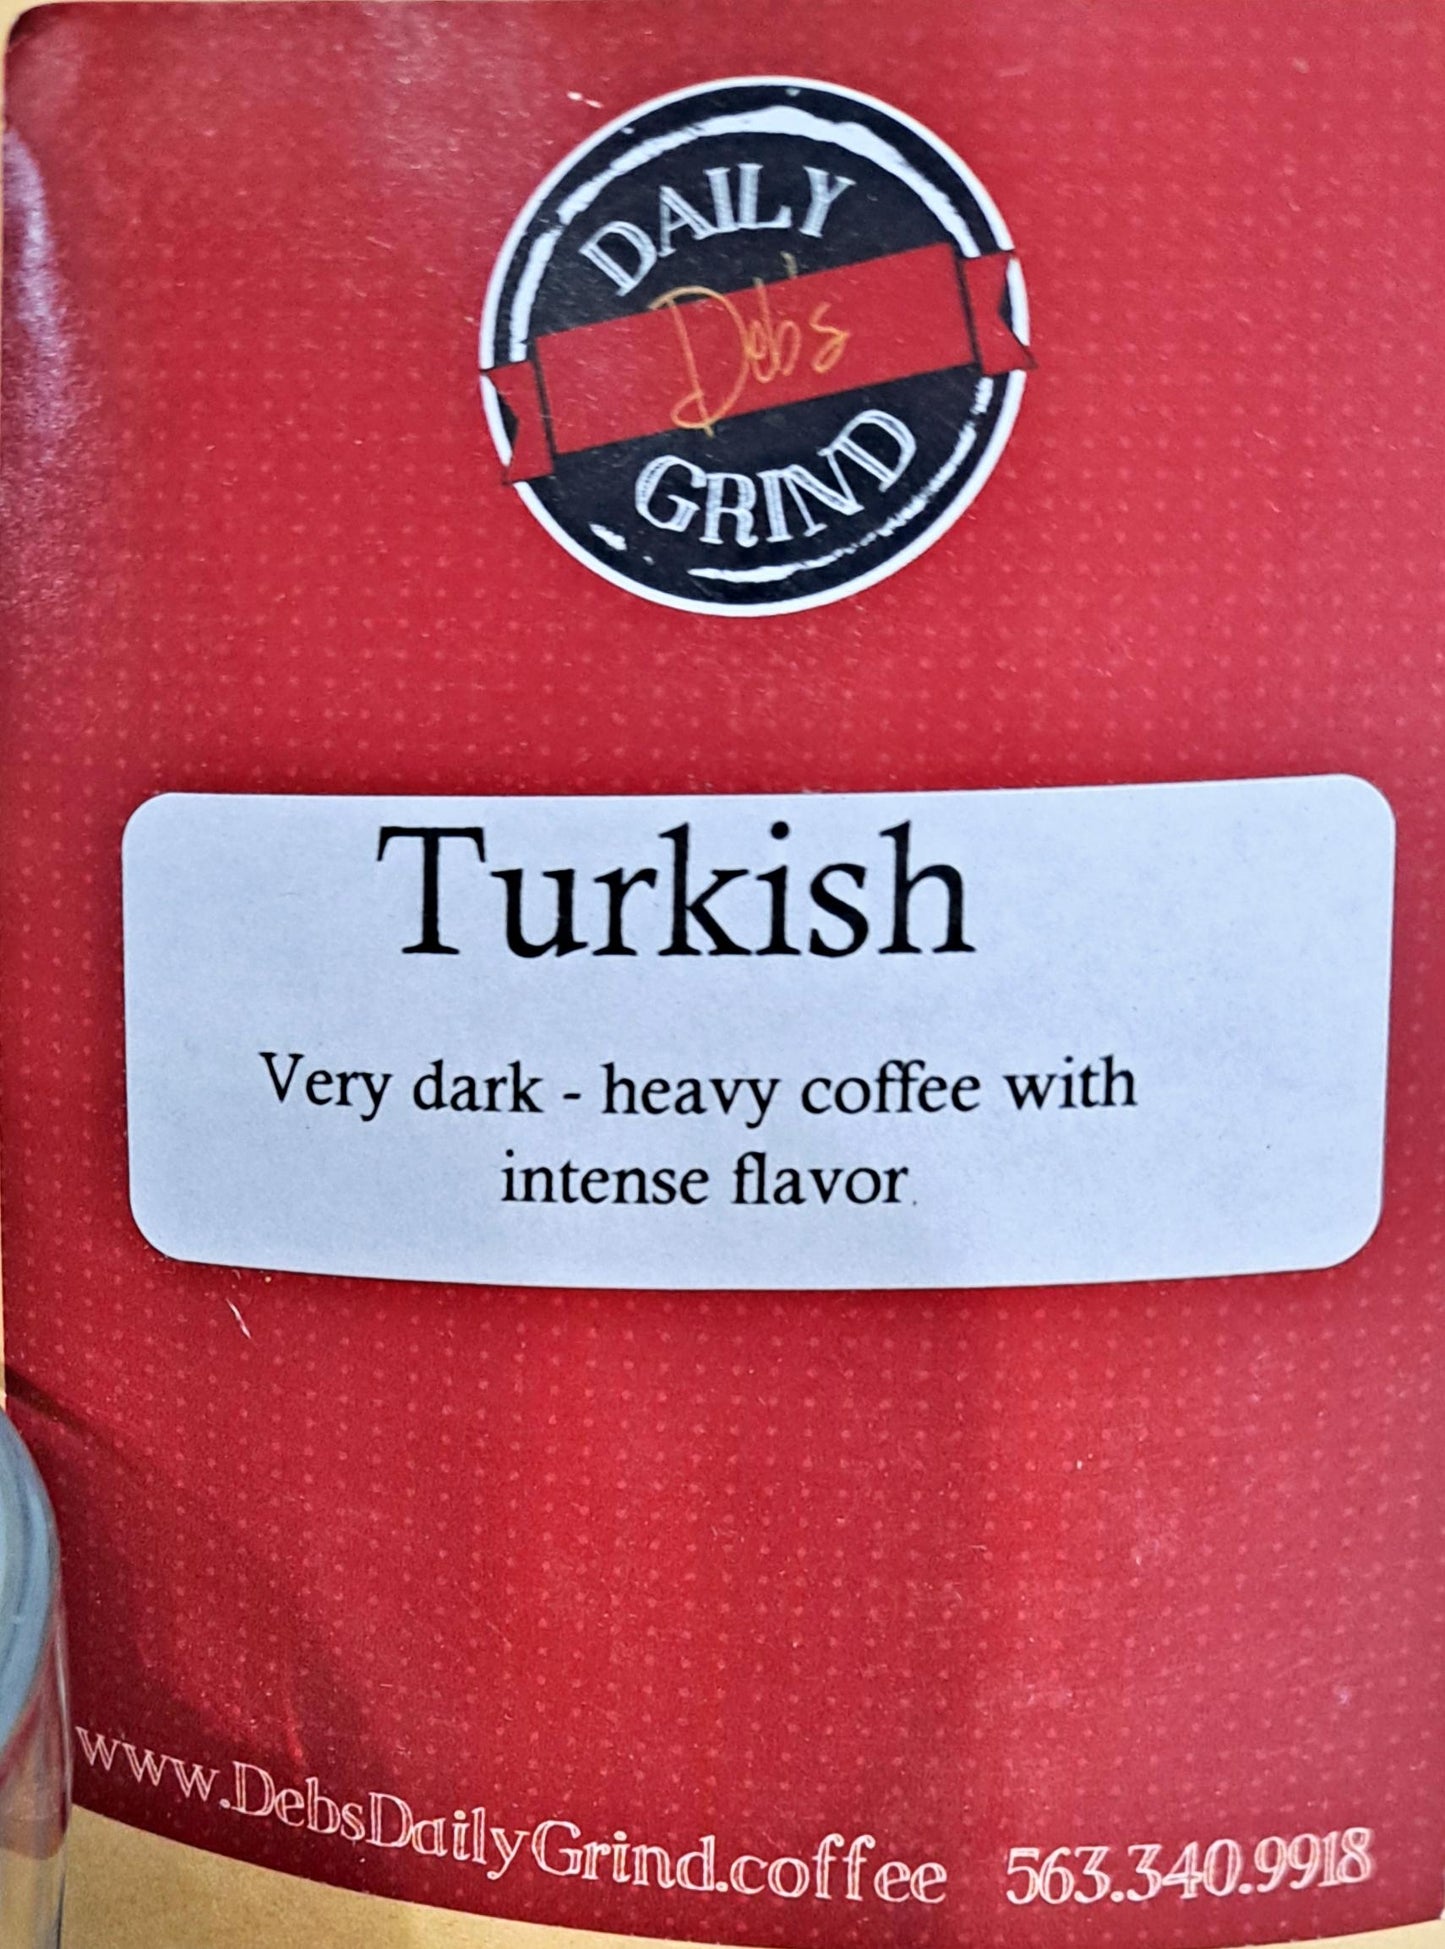 DAILY
Deb's
GRIND
Turkish
Very dark - heavy coffee with
intense flavor
www.DebsDailyGrind.coffee 563.340.9918